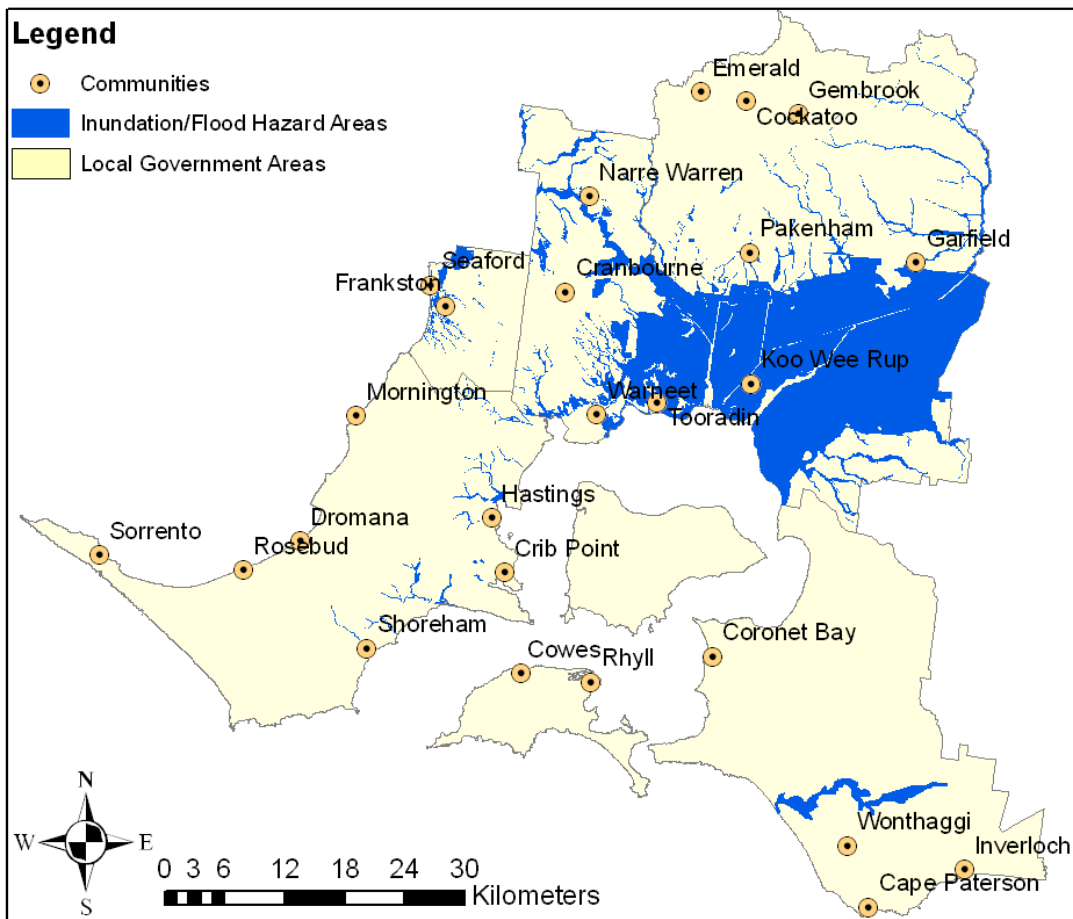 Legend
Communities
Inundation/Flood Hazard Areas
Local Government Areas
Emerald
Gembrook
Cockatoo
Narre Warren
Pakenham
Garfield
Seaford
Cranbourne
Frankston
Koo Wee Rup
Mornington
Warneet
Tooradin
Hastings
Dromana
Sorrento
Rosebud
Crib Point
Shoreham
Coronet Bay
Cowes
Rhyll
Wonthaggi
Inverloch
Cape Paterson
N
W
E
S
0 3 6 12 18 24 30
Kilometers